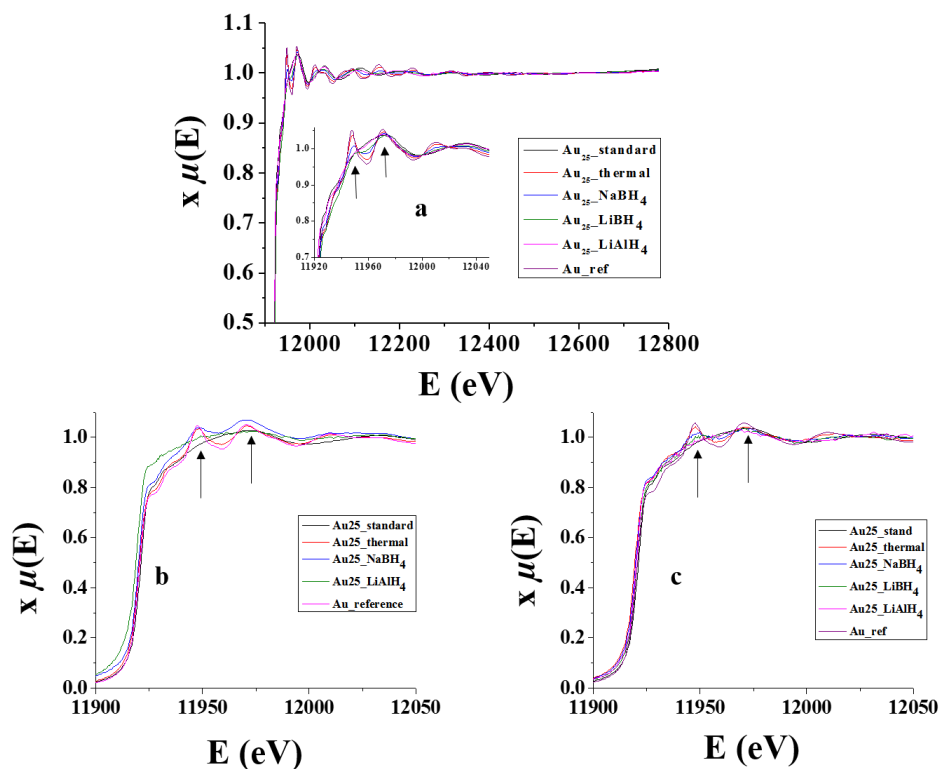 1.1
1.0
0.9
0.8
0.7
0.6
0.5
x μ(E)
12000 12200 12400 12600 12800
E (eV)
1.0
0.9
0.8
0.7
11920 11960 12000 12040
a
Au₂₅_standard
Au₂₅_thermal
Au₂₅_NaBH₄
Au₂₅_LiBH₄
Au₂₅_LiAlH₄
Au_ref
1.0
0.8
0.6
0.4
0.2
0.0
x μ(E)
11900 11950 12000 12050
E (eV)
b
Au25_standard
Au25_thermal
Au25_NaBH₄
Au25_LiAlH₄
Au_reference
1.0
0.8
0.6
0.4
0.2
0.0
x μ(E)
11900 11950 12000 12050
E (eV)
c
Au25_stand
Au25_thermal
Au25_NaBH₄
Au25_LiBH₄
Au25_LiAlH₄
Au_ref